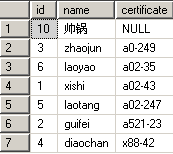 id name certificate
1 10 帅锅 NULL
2 3 zhaojun a0-249
3 6 laoyao a02-35
4 1 xishi a02-43
5 5 laotang a02-247
6 2 guifei a521-23
7 4 diaochan x88-42